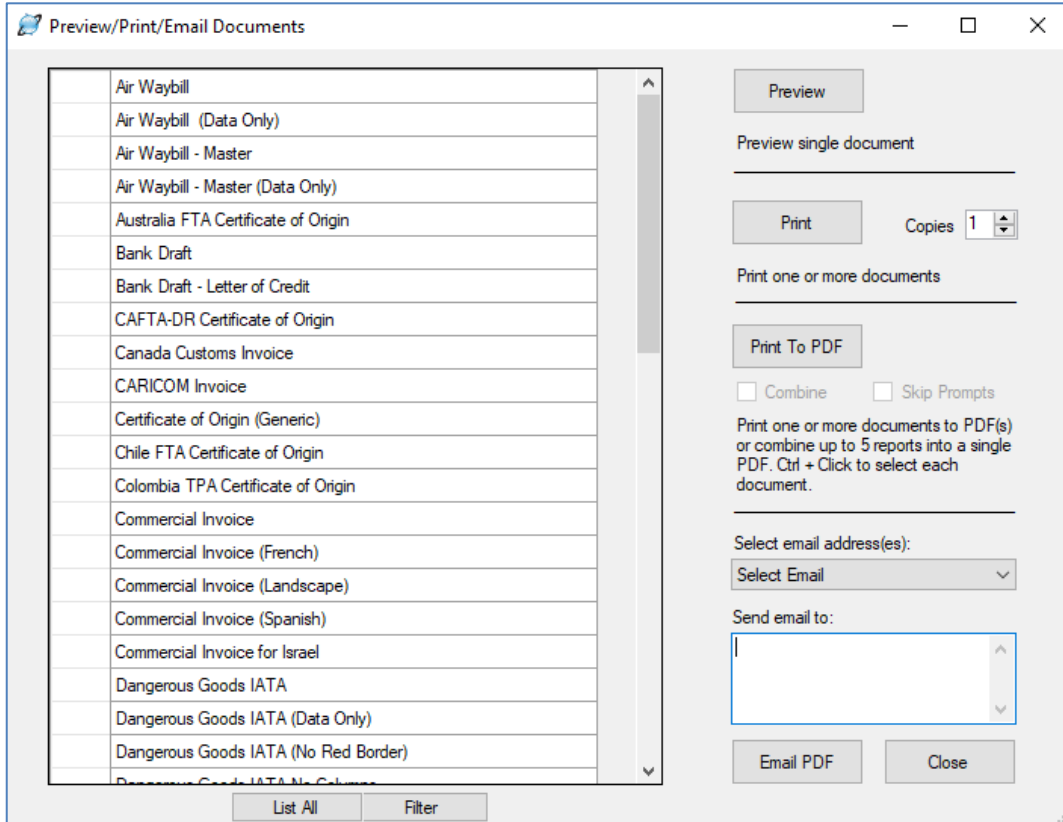 Preview/Print/Email Documents
Air Waybill
Air Waybill  (Data Only)
Air Waybill - Master
Air Waybill - Master (Data Only)
Australia FTA Certificate of Origin
Bank Draft
Bank Draft - Letter of Credit
CAFTA-DR Certificate of Origin
Canada Customs Invoice
CARICOM Invoice
Certificate of Origin (Generic)
Chile FTA Certificate of Origin
Colombia TPA Certificate of Origin
Commercial Invoice
Commercial Invoice (French)
Commercial Invoice (Landscape)
Commercial Invoice (Spanish)
Commercial Invoice for Israel
Dangerous Goods IATA
Dangerous Goods IATA (Data Only)
Dangerous Goods IATA (No Red Border)
Dangerous Goods IATA No Columns
List All Filter
Preview
Preview single document
Print Copies 1
Print one or more documents
Print To PDF
Combine Skip Prompts
Print one or more documents to PDF(s)
or combine up to 5 reports into a single
PDF. Ctrl + Click to select each
document.
Select email address(es):
Select Email
Send email to:
Email PDF Close